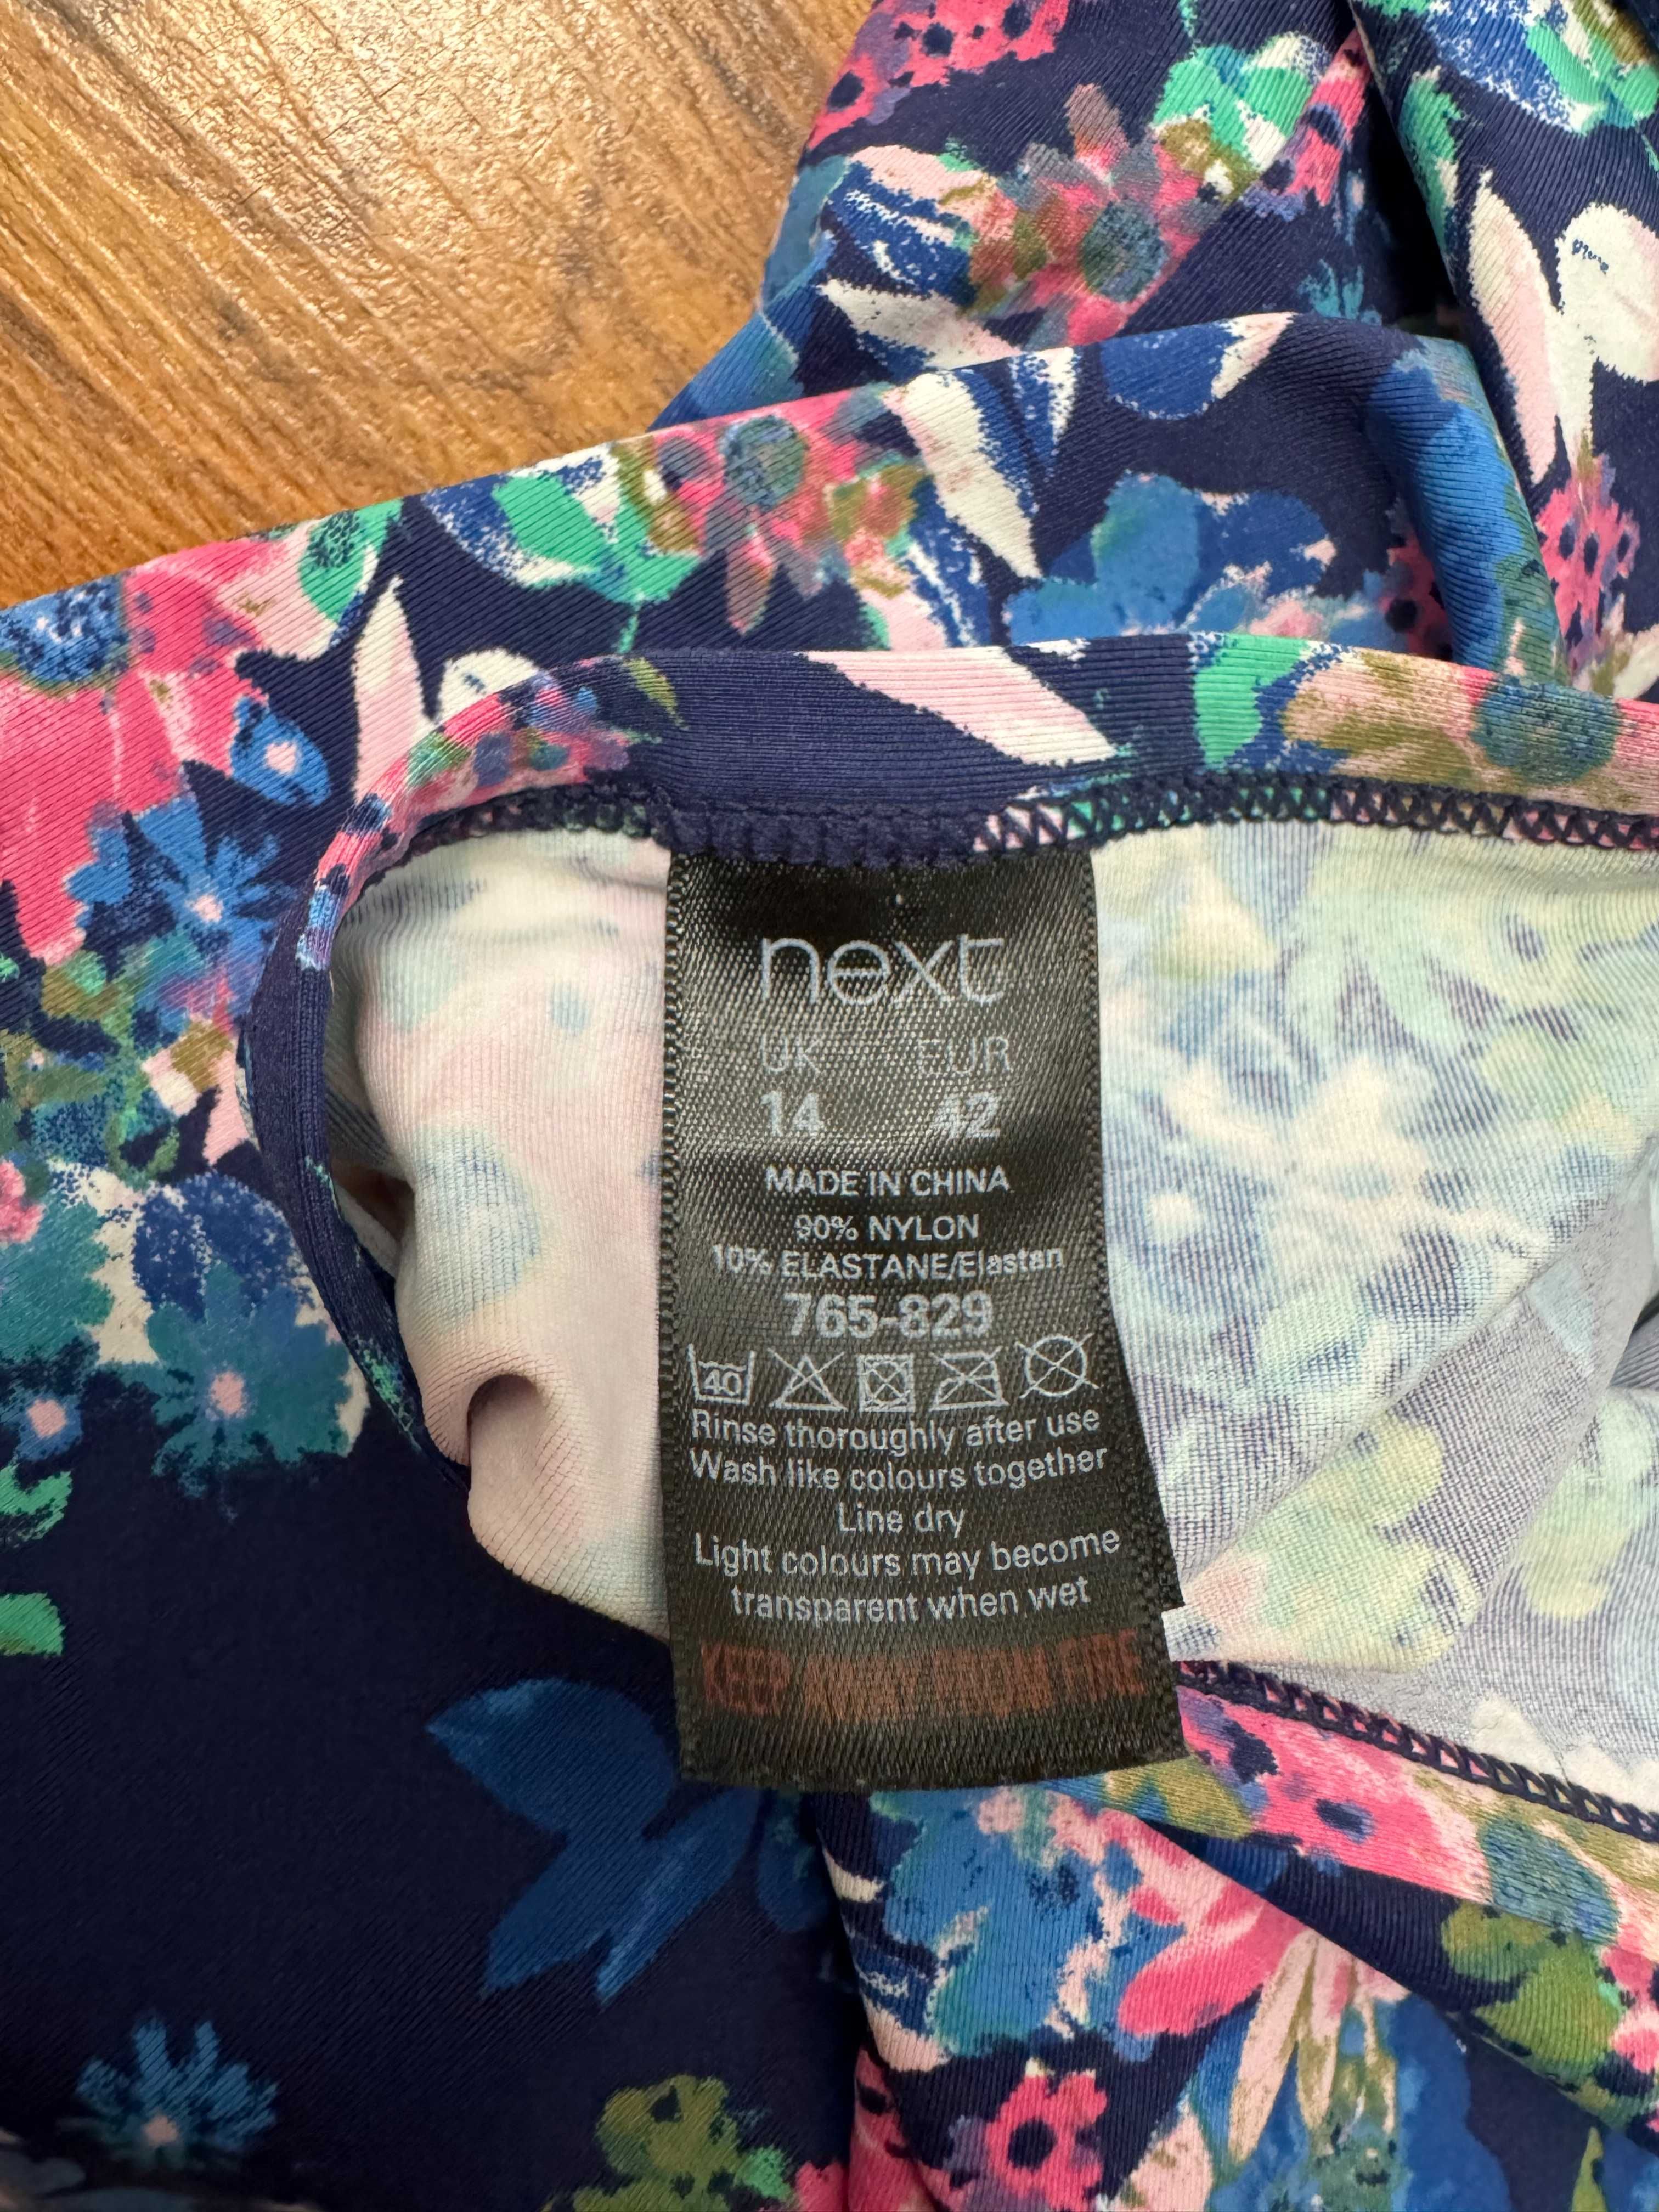 next
UK EUR
14 42
MADE IN CHINA
90% NYLON
10% ELASTANE/Elastan
765-829
40
Rinse thoroughly after use
Wash like colours together
Line dry
Light colours may become
transparent when wet
KEEP AWAY FROM FIRE